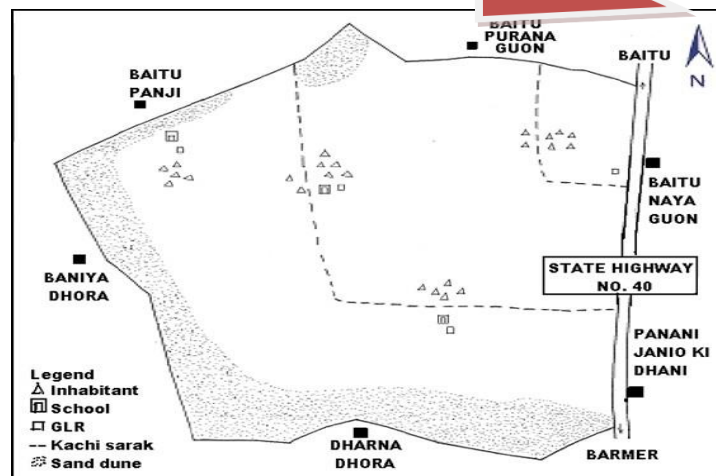 BAITU
PURANA
GUON
BAITU
N
BAITU
PANJI
BAITU
NAYA
GUON
BANIYA
DHORA
STATE HIGHWAY
NO. 40
PANANI
JANIO KI
DHANI
Legend
Inhabitant
School
GLR
Kachi sarak
Sand dune
DHARNA
DHORA
BARMER